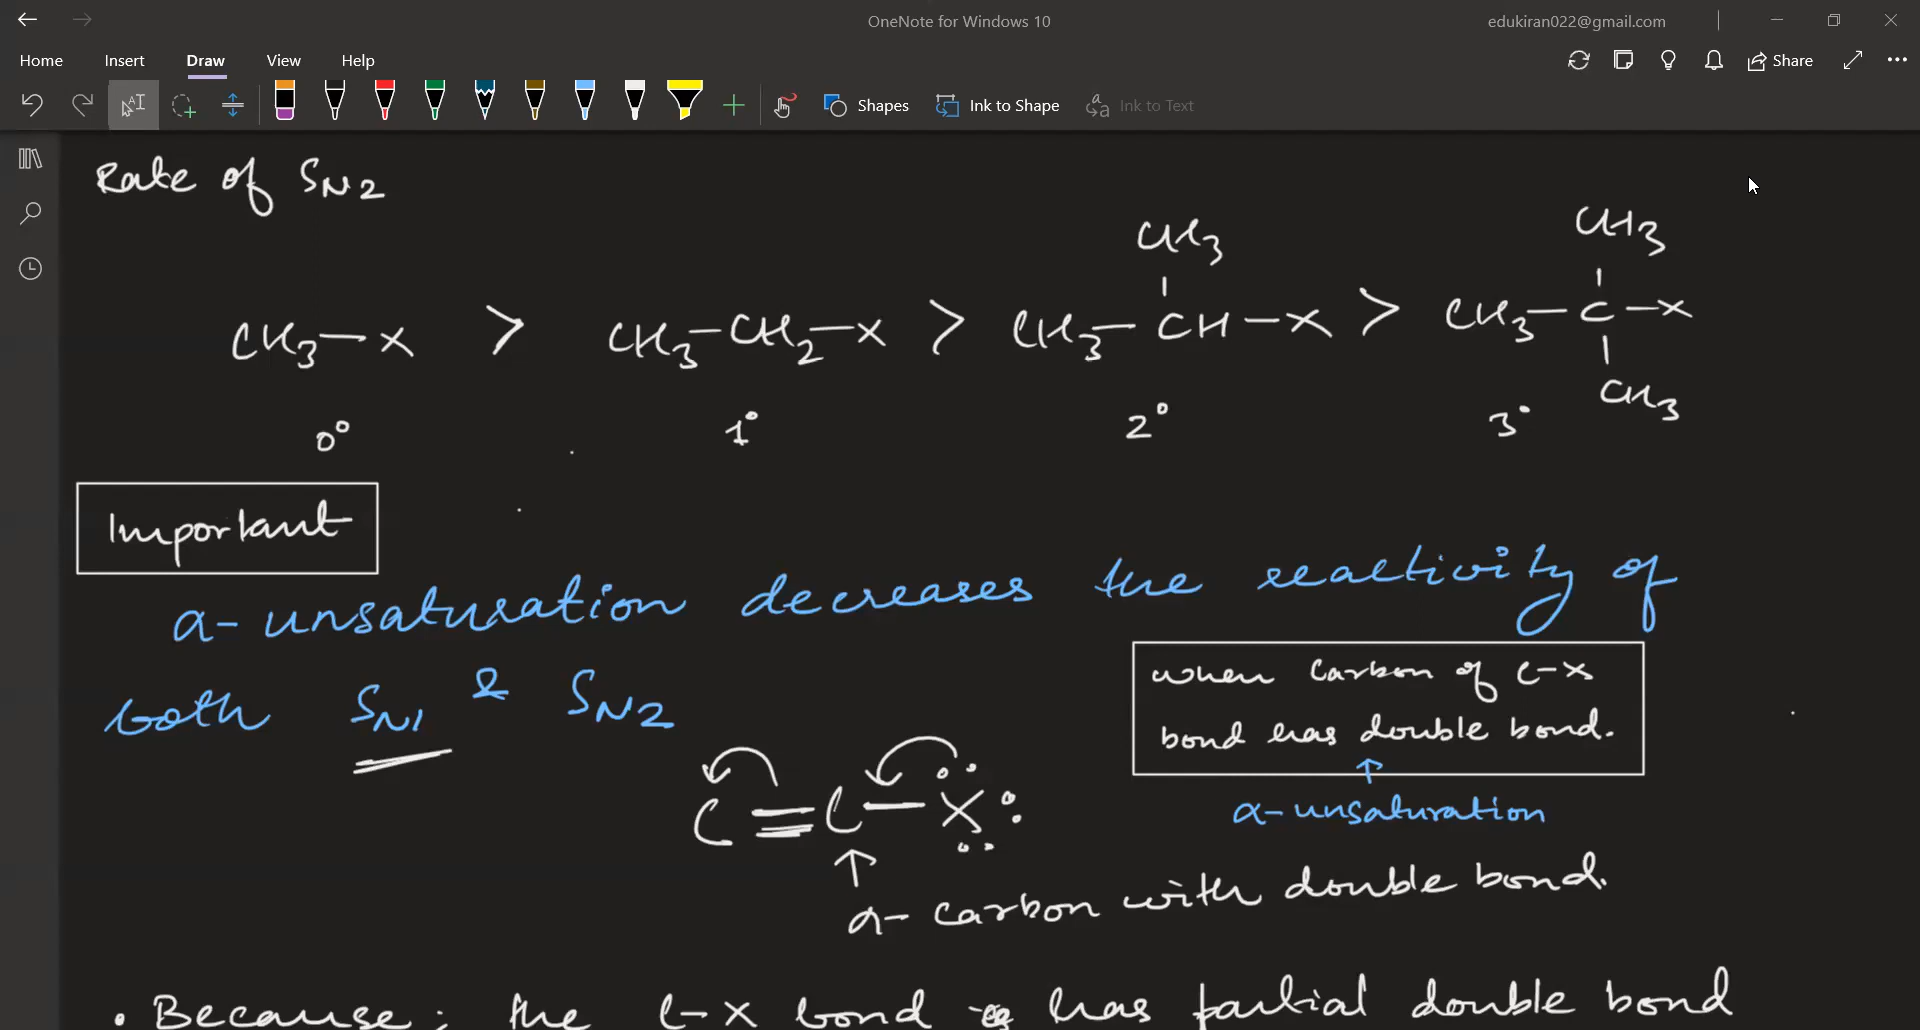 OneNote for Windows 10
edukiran022@gmail.com
Home Insert Draw View Help
Share
Shapes Ink to Shape Ink to Text
Rate of SN2
CH3
CH3
CH3—X > CH3—CH2—X > CH3—CH—X > CH3—C—X
CH3
0° 1° 2° 3°
Important
α- unsaturation decreases the reactivity of
both SN1 & SN2
when Carbon of C-X
bond has double bond.
α-unsaturation
C=C—X:
α- carbon with double bond.
• Because; the C-X bond has partial double bond